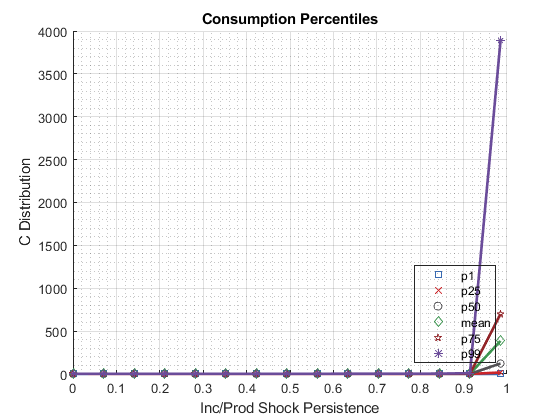 Consumption Percentiles
4000
3500
3000
2500
2000
1500
1000
500
0
C Distribution
p1
p25
p50
mean
p75
p99
0 0.1 0.2 0.3 0.4 0.5 0.6 0.7 0.8 0.9 1
Inc/Prod Shock Persistence